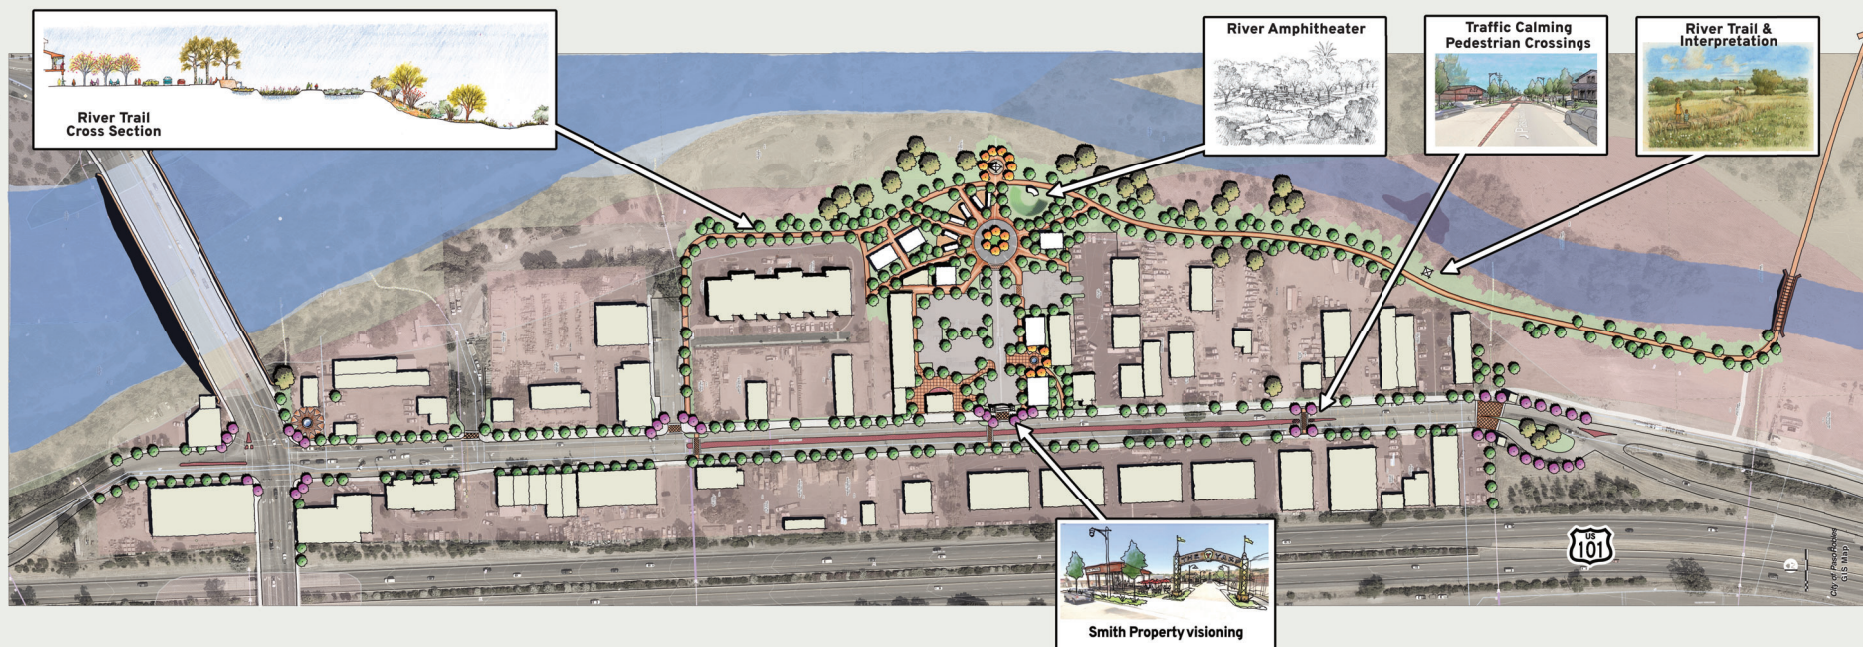 River Trail
Cross Section
River Amphitheater
Traffic Calming
Pedestrian Crossings
River Trail &
Interpretation
Smith Property visioning
US
101
City of Paso Robles
GIS Map